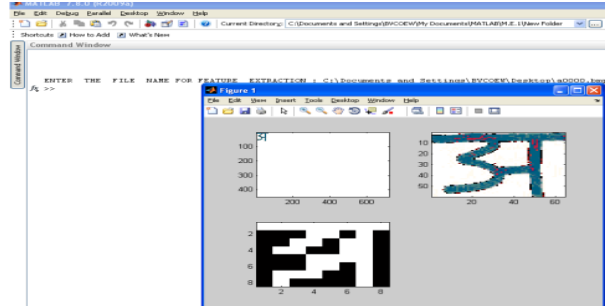 MATLAB 7.8.0 (R2009a)
File Edit Debug Parallel Desktop Window Help
Current Directory: C:\Documents and Settings\BVCOEW\My Documents\MATLAB\M.E.1\New Folder
Shortcuts How to Add What's New
Command Window
Command Window
ENTER THE FILE NAME FOR FEATURE EXTRACTION : C:\Documents and Settings\BVCOEW\Desktop\a0000.bmp
fx >>
Figure 1
File Edit View Insert Tools Desktop Window Help
अ
100
200
300
400
200 400 600
अ
10
20
30
40
50
20 40 60
2
4
6
8
2 4 6 8